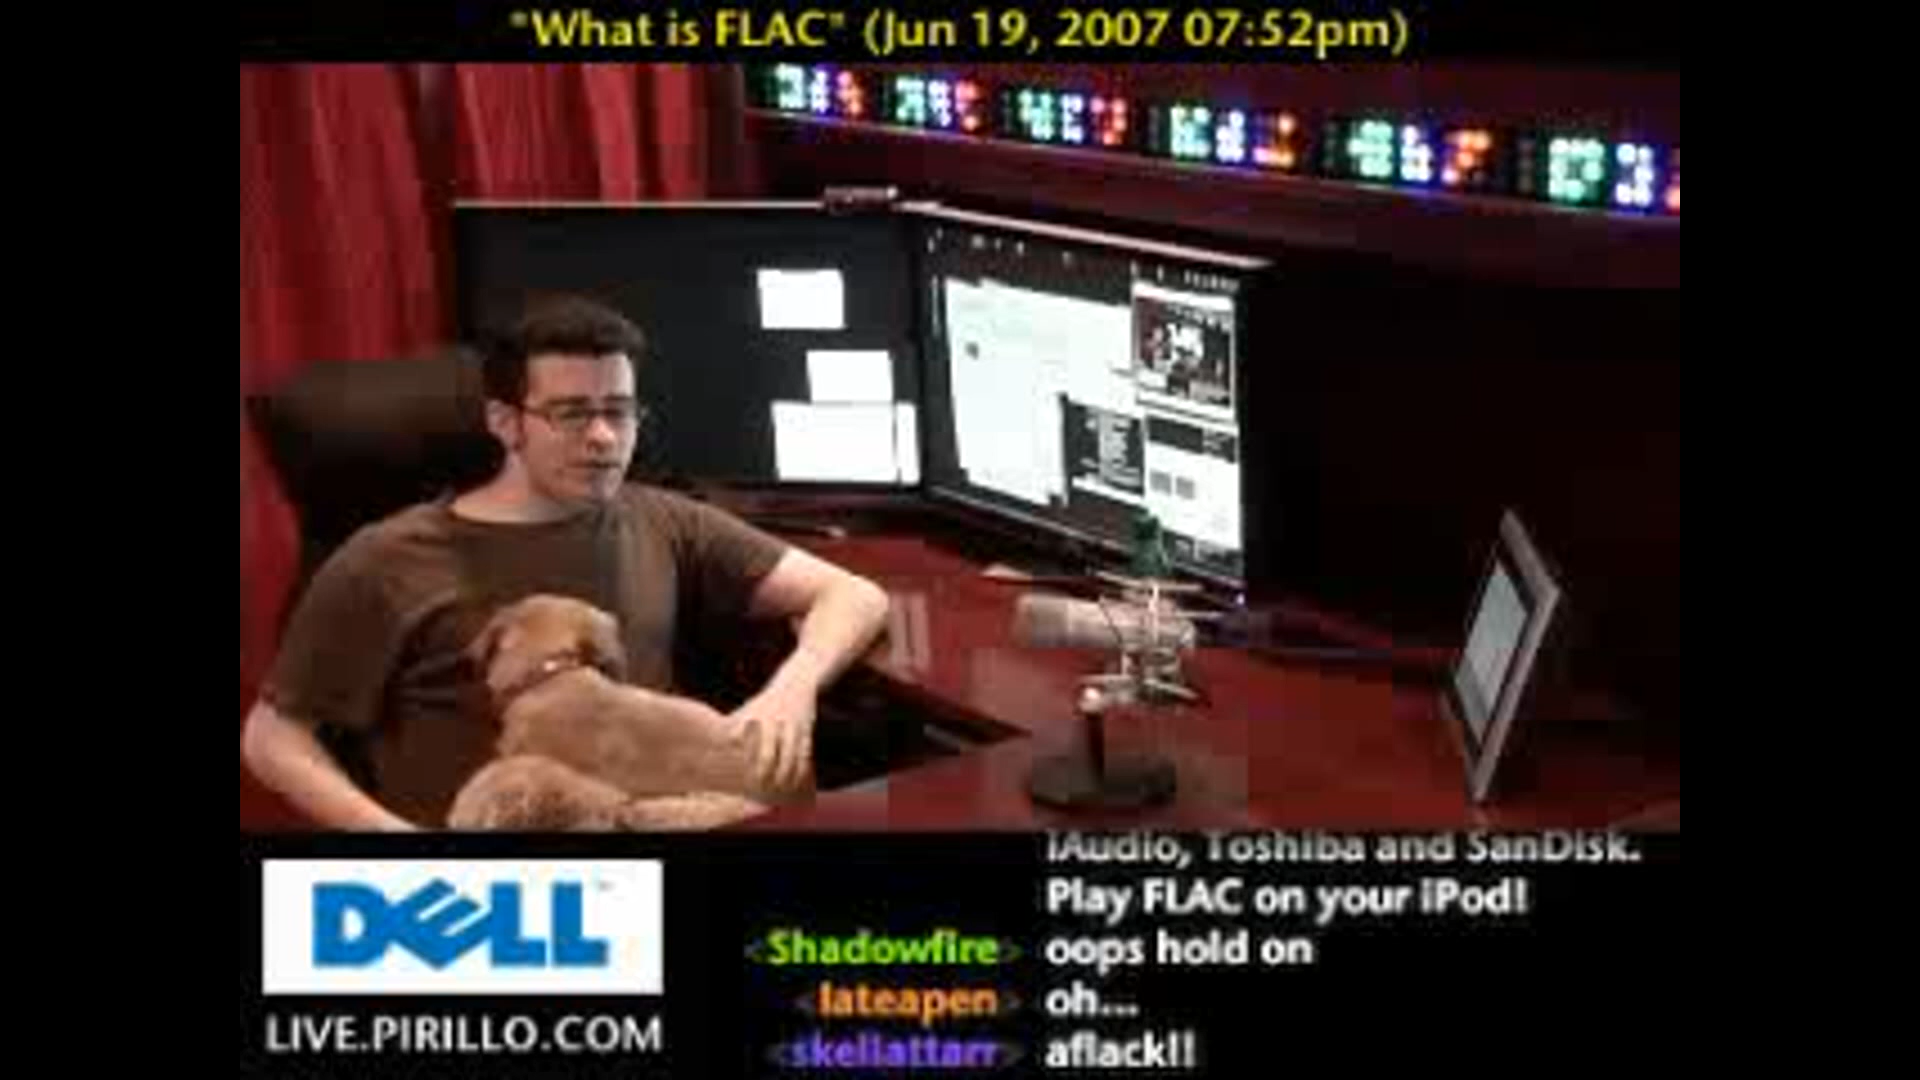 "What is FLAC" (Jun 19, 2007 07:52pm)
iAudio, Toshiba and SanDisk.
Play FLAC on your iPod!
<Shadowfire> oops hold on
<lateapen> oh...
<skellattarr> aflack!!
DELL
LIVE.PIRILLO.COM